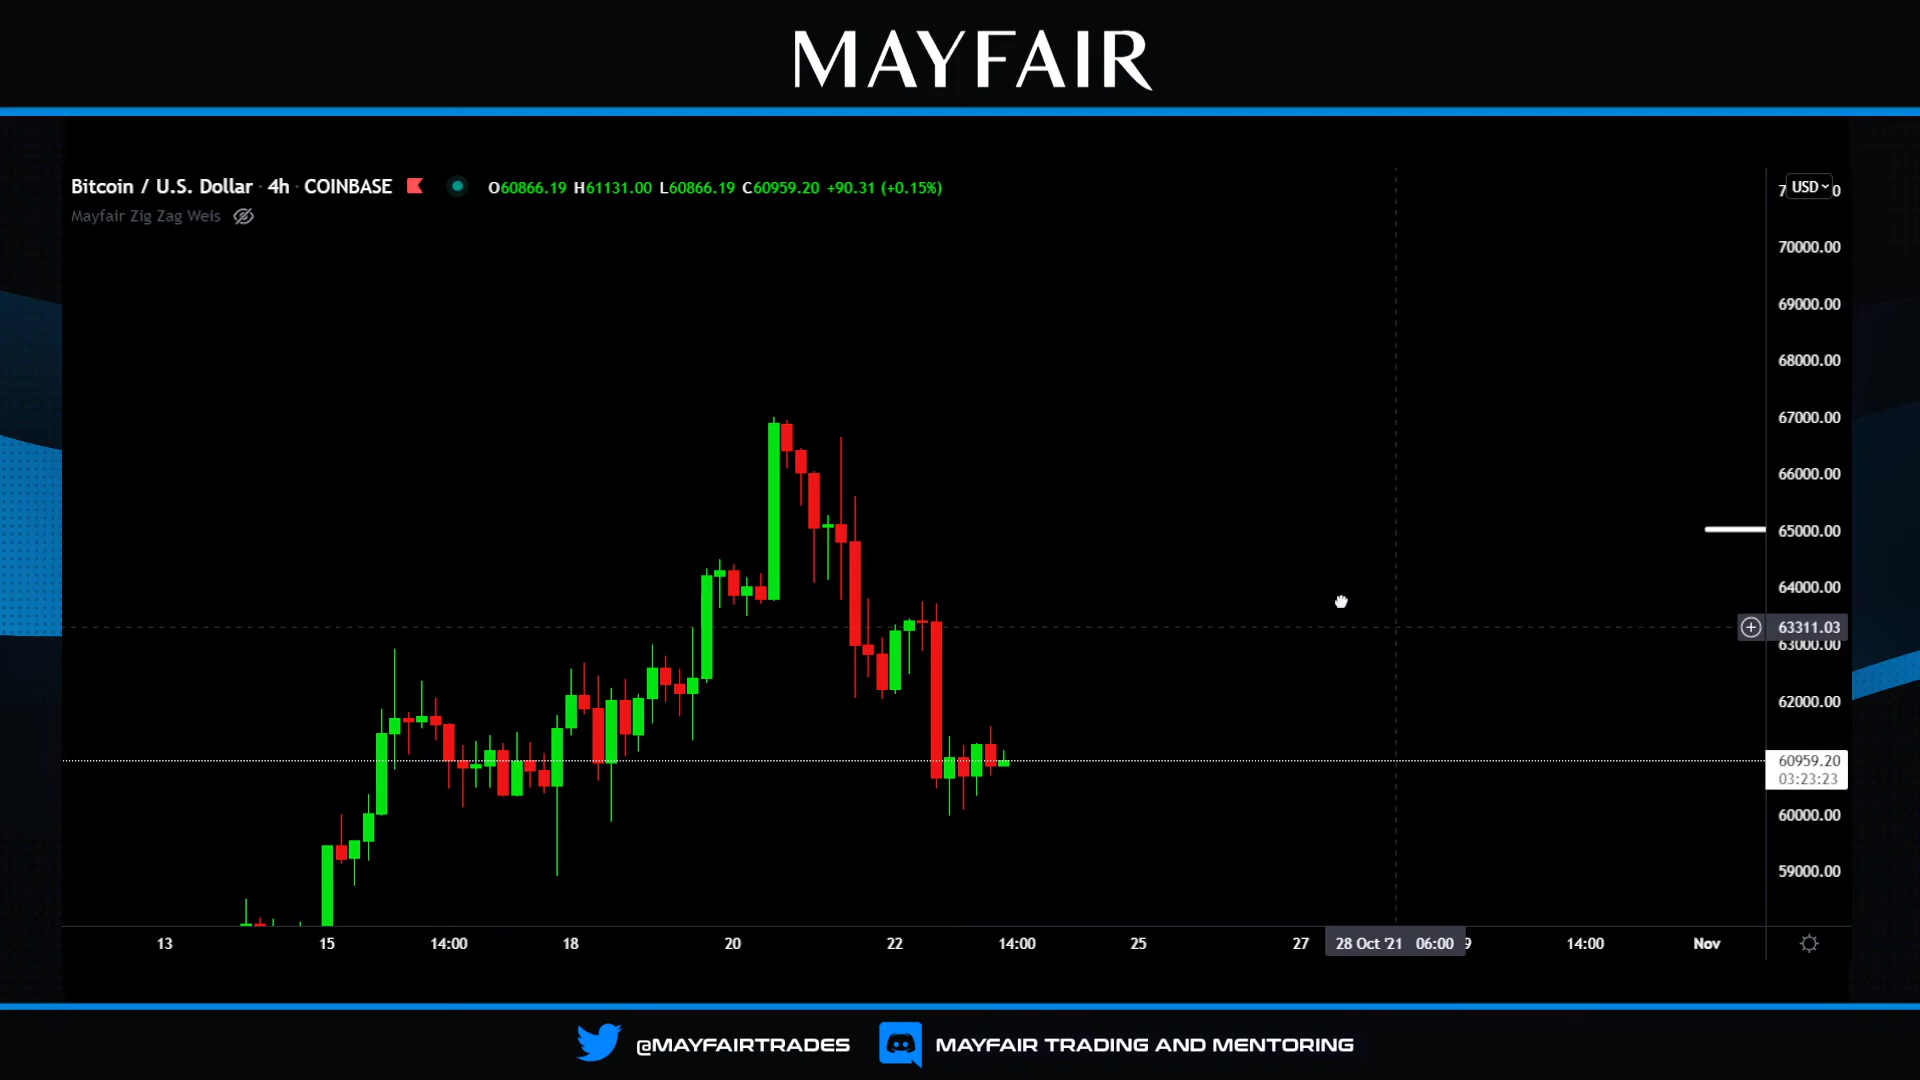 MAYFAIR
Bitcoin / U.S. Dollar · 4h · COINBASE O60866.19 H61131.00 L60866.19 C60959.20 +90.31 (+0.15%)
Mayfair Zig Zag Weis
USD
70000.00
69000.00
68000.00
67000.00
66000.00
65000.00
64000.00
63311.03
63000.00
62000.00
60959.20
03:23:23
60000.00
59000.00
13 15 14:00 18 20 22 14:00 25 27 28 Oct '21 06:00 14:00 Nov
@MAYFAIRTRADES MAYFAIR TRADING AND MENTORING